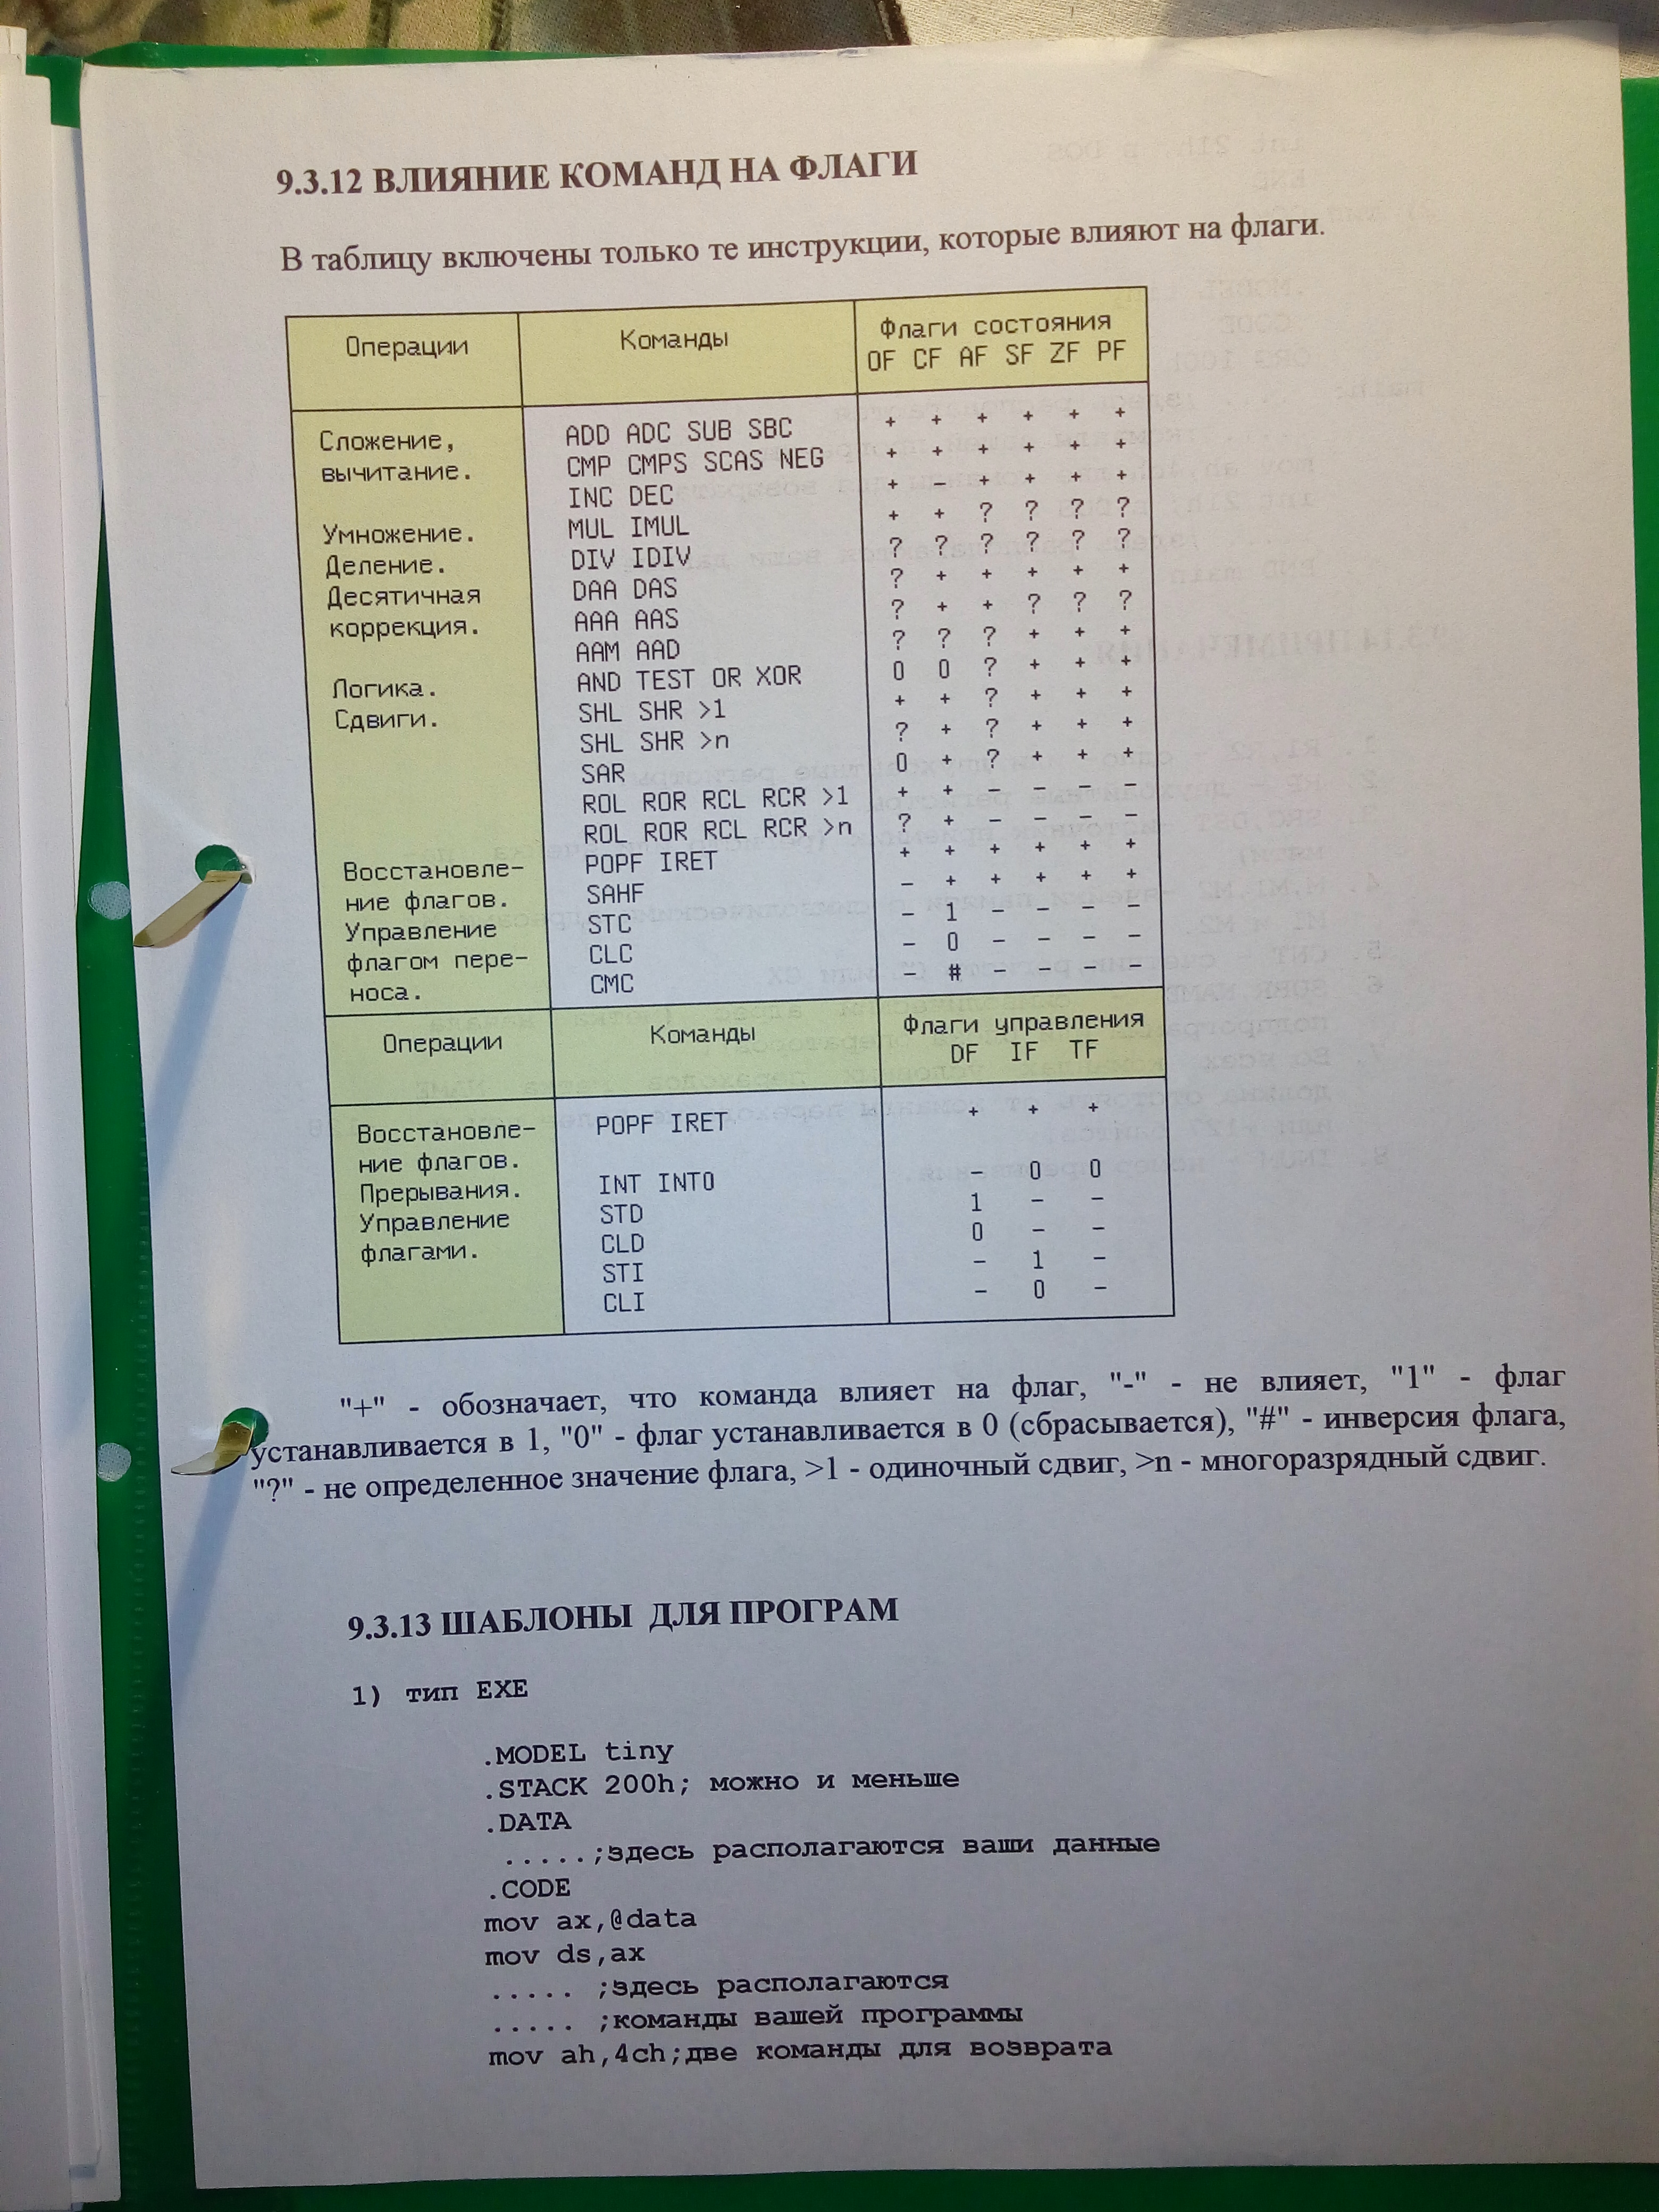 9.3.12 ВЛИЯНИЕ КОМАНД НА ФЛАГИ
В таблицу включены только те инструкции, которые влияют на флаги.
Операции Команды Флаги состояния
OF CF AF SF ZF PF
Сложение, ADD ADC SUB SBC + + + + + +
вычитание. CMP CMPS SCAS NEG + + + + + +
INC DEC + - + + + +
Умножение. MUL IMUL + + ? ? ? ?
Деление. DIV IDIV ? ? ? ? ? ?
Десятичная DAA DAS ? + + + + +
коррекция. AAA AAS ? + + ? ? ?
AAM AAD ? ? ? + + +
Логика. AND TEST OR XOR 0 0 ? + + +
Сдвиги. SHL SHR >1 + + ? + + +
SHL SHR >n ? + ? + + +
SAR 0 + ? + + +
ROL ROR RCL RCR >1 + + - - - -
ROL ROR RCL RCR >n ? + - - - -
Восстановле- POPF IRET + + + + + +
ние флагов. SAHF - + + + + +
Управление STC - 1 - - - -
флагом пере- CLC - 0 - - - -
носа. CMC - # - - - -
Операции Команды Флаги управления
DF IF TF
Восстановле- POPF IRET + + +
ние флагов.
Прерывания. INT INTO - 0 0
Управление STD 1 - -
флагами. CLD 0 - -
STI - 1 -
CLI - 0 -
"+" - обозначает, что команда влияет на флаг, "-" - не влияет, "1" - флаг
устанавливается в 1, "0" - флаг устанавливается в 0 (сбрасывается), "#" - инверсия флага,
"?" - не определенное значение флага, >1 - одиночный сдвиг, >n - многоразрядный сдвиг.
9.3.13 ШАБЛОНЫ ДЛЯ ПРОГРАМ
1) тип EXE
.MODEL tiny
.STACK 200h; можно и меньше
.DATA
.....;здесь располагаются ваши данные
.CODE
mov ax,@data
mov ds,ax
..... ;здесь располагаются
..... ;команды вашей программы
mov ah,4ch;две команды для возврата